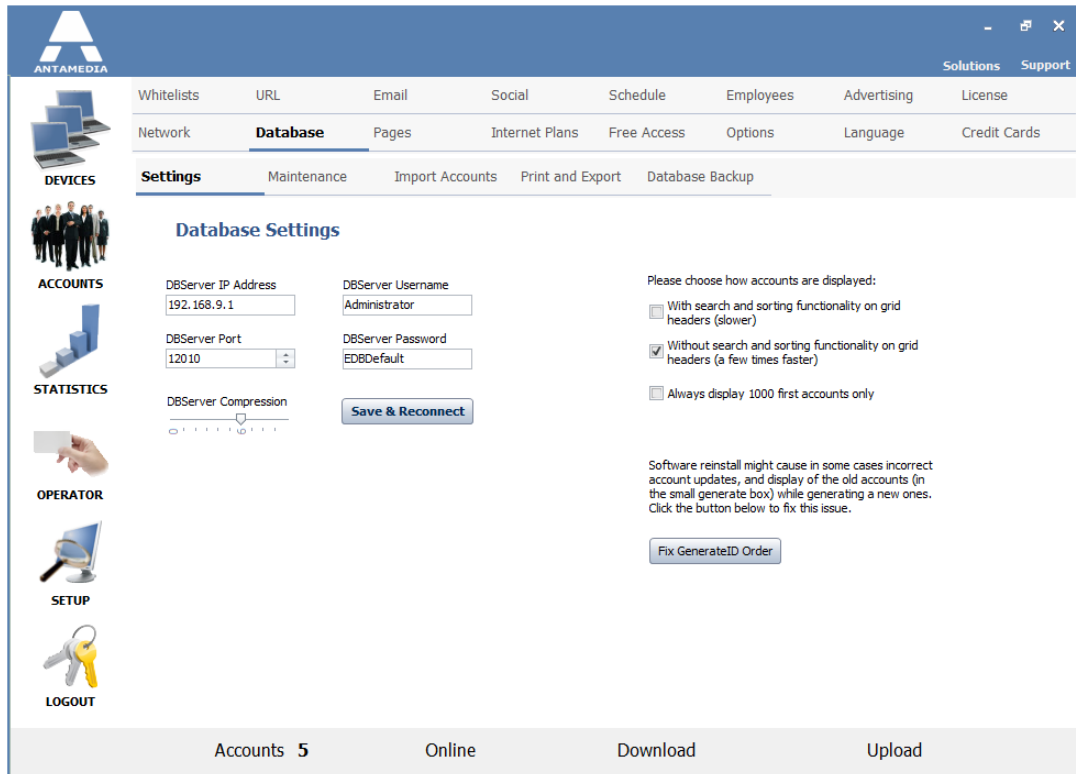 ANTAMEDIA
Solutions Support
Whitelists URL Email Social Schedule Employees Advertising License
Network Database Pages Internet Plans Free Access Options Language Credit Cards
Settings Maintenance Import Accounts Print and Export Database Backup
DEVICES
ACCOUNTS
STATISTICS
OPERATOR
SETUP
LOGOUT
Database Settings
DBServer IP Address
192.168.9.1
DBServer Username
Administrator
DBServer Port
12010
DBServer Password
EDBDefault
DBServer Compression
0 6
Save & Reconnect
Please choose how accounts are displayed:
With search and sorting functionality on grid
headers (slower)
Without search and sorting functionality on grid
headers (a few times faster)
Always display 1000 first accounts only
Software reinstall might cause in some cases incorrect
account updates, and display of the old accounts (in
the small generate box) while generating a new ones.
Click the button below to fix this issue.
Fix GenerateID Order
Accounts 5 Online Download Upload